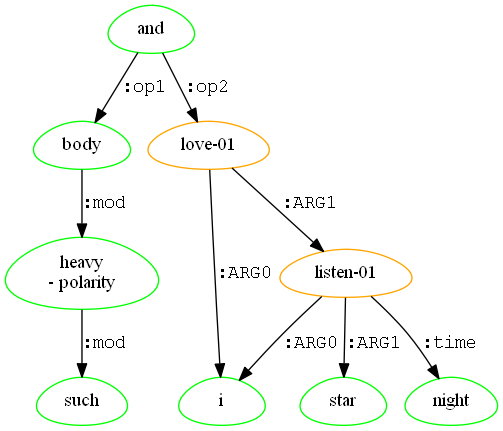 and
:op1 :op2
body love-01
:mod :ARG1
heavy
- polarity
listen-01
:ARG0
:mod :ARG0 :ARG1 :time
such i star night